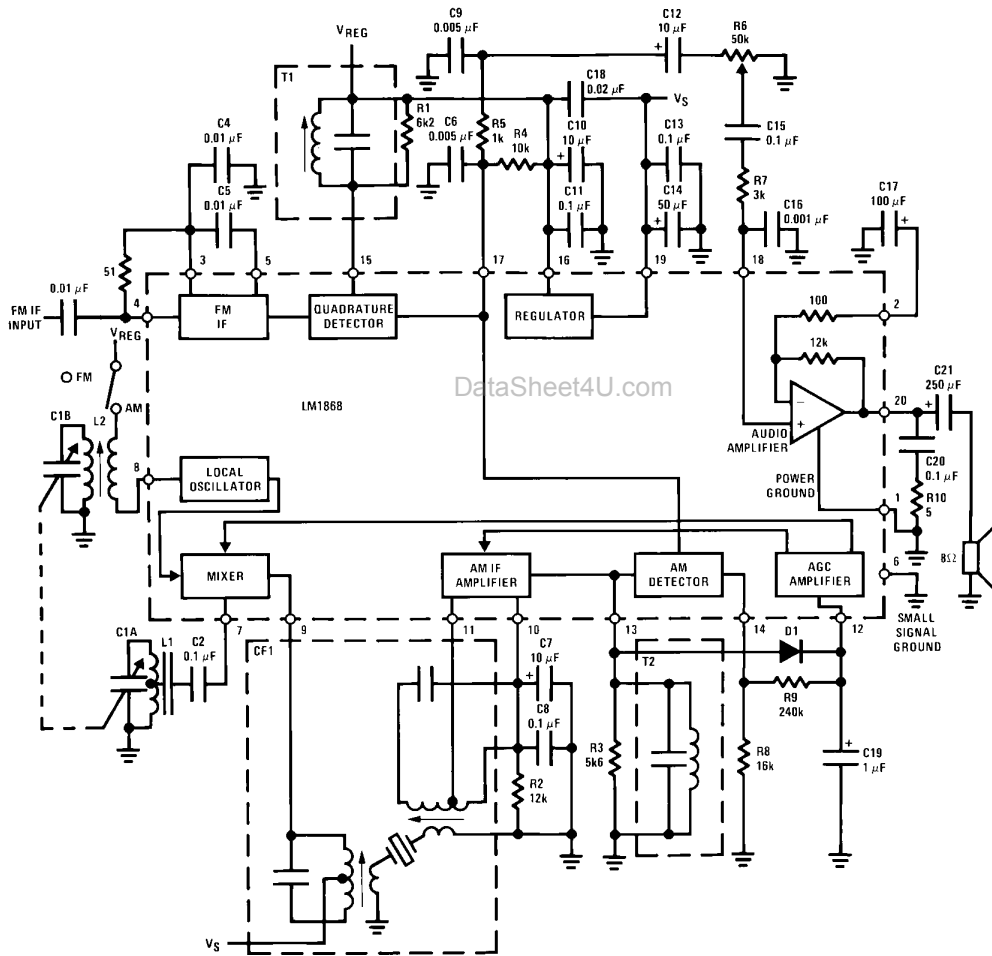 C9
0.005 µF
C12
10 µF
R6
50k
VREG
T1
C18
0.02 µF
VS
R1
6k2
C6
0.005 µF
R5
1k
R4
10k
C10
10 µF
C13
0.1 µF
C15
0.1 µF
C4
0.01 µF
C5
0.01 µF
C11
0.1 µF
C14
50 µF
R7
3k
C16
0.001 µF
C17
100 µF
51
3
5
15
17
16
19
18
0.01 µF
4
2
FM IF
INPUT
FM
IF
QUADRATURE
DETECTOR
REGULATOR
100
12k
VREG
FM
AM
DataSheet4U.com
LM1868
C21
250 µF
20
AUDIO
AMPLIFIER
C1B
L2
8
LOCAL
OSCILLATOR
POWER
GROUND
C20
0.1 µF
1
R10
5
8Ω
MIXER
AM IF
AMPLIFIER
AM
DETECTOR
AGC
AMPLIFIER
6
7
9
11
10
13
14
12
SMALL
SIGNAL
GROUND
C1A
L1
C2
0.1 µF
CF1
C7
10 µF
C8
0.1 µF
T2
D1
R9
240k
R2
12k
R3
5k6
R8
16k
C19
1 µF
VS